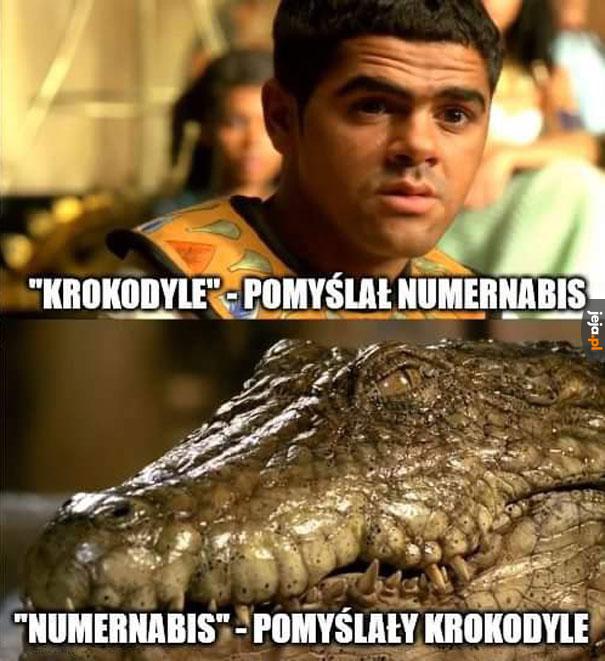 "KROKODYLE" - POMYŚLAŁ NUMERNABIS
jeja.pl
"NUMERNABIS" - POMYŚLAŁY KROKODYLE